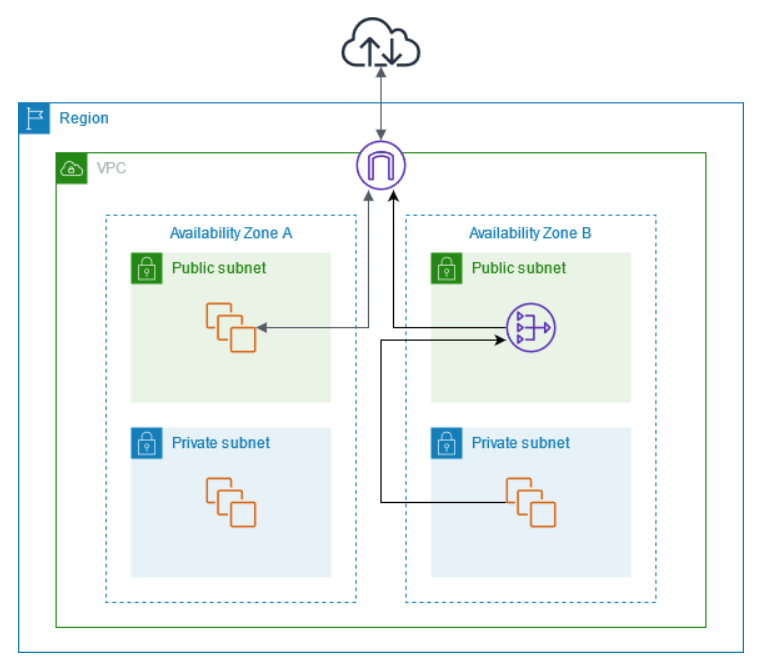 Region
VPC
Availability Zone A
Availability Zone B
Public subnet
Public subnet
Private subnet
Private subnet